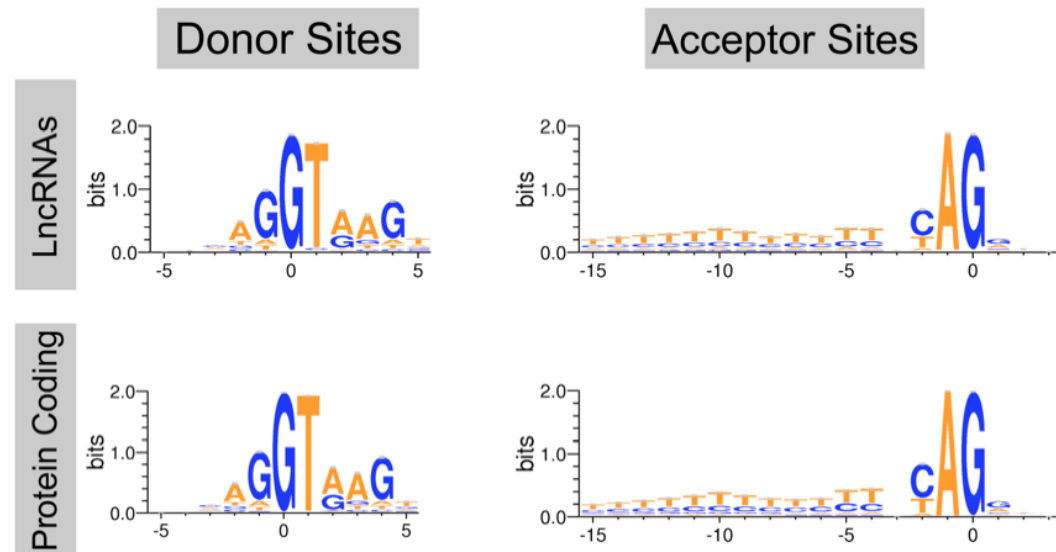 Donor Sites
Acceptor Sites
LncRNAs
2.0
1.0
0.0
bits
A
G
G
T
A
G
A
G
-5
0
5
2.0
1.0
0.0
bits
T T T T T T T T T T T T
C C C C C C
C
T
A
G
-15
-10
-5
0
Protein Coding
2.0
1.0
0.0
bits
A
G
G
T
A
G
A
G
-5
0
5
2.0
1.0
0.0
bits
T T T T T T T T T T T T
C C C C C C
C
T
A
G
-15
-10
-5
0